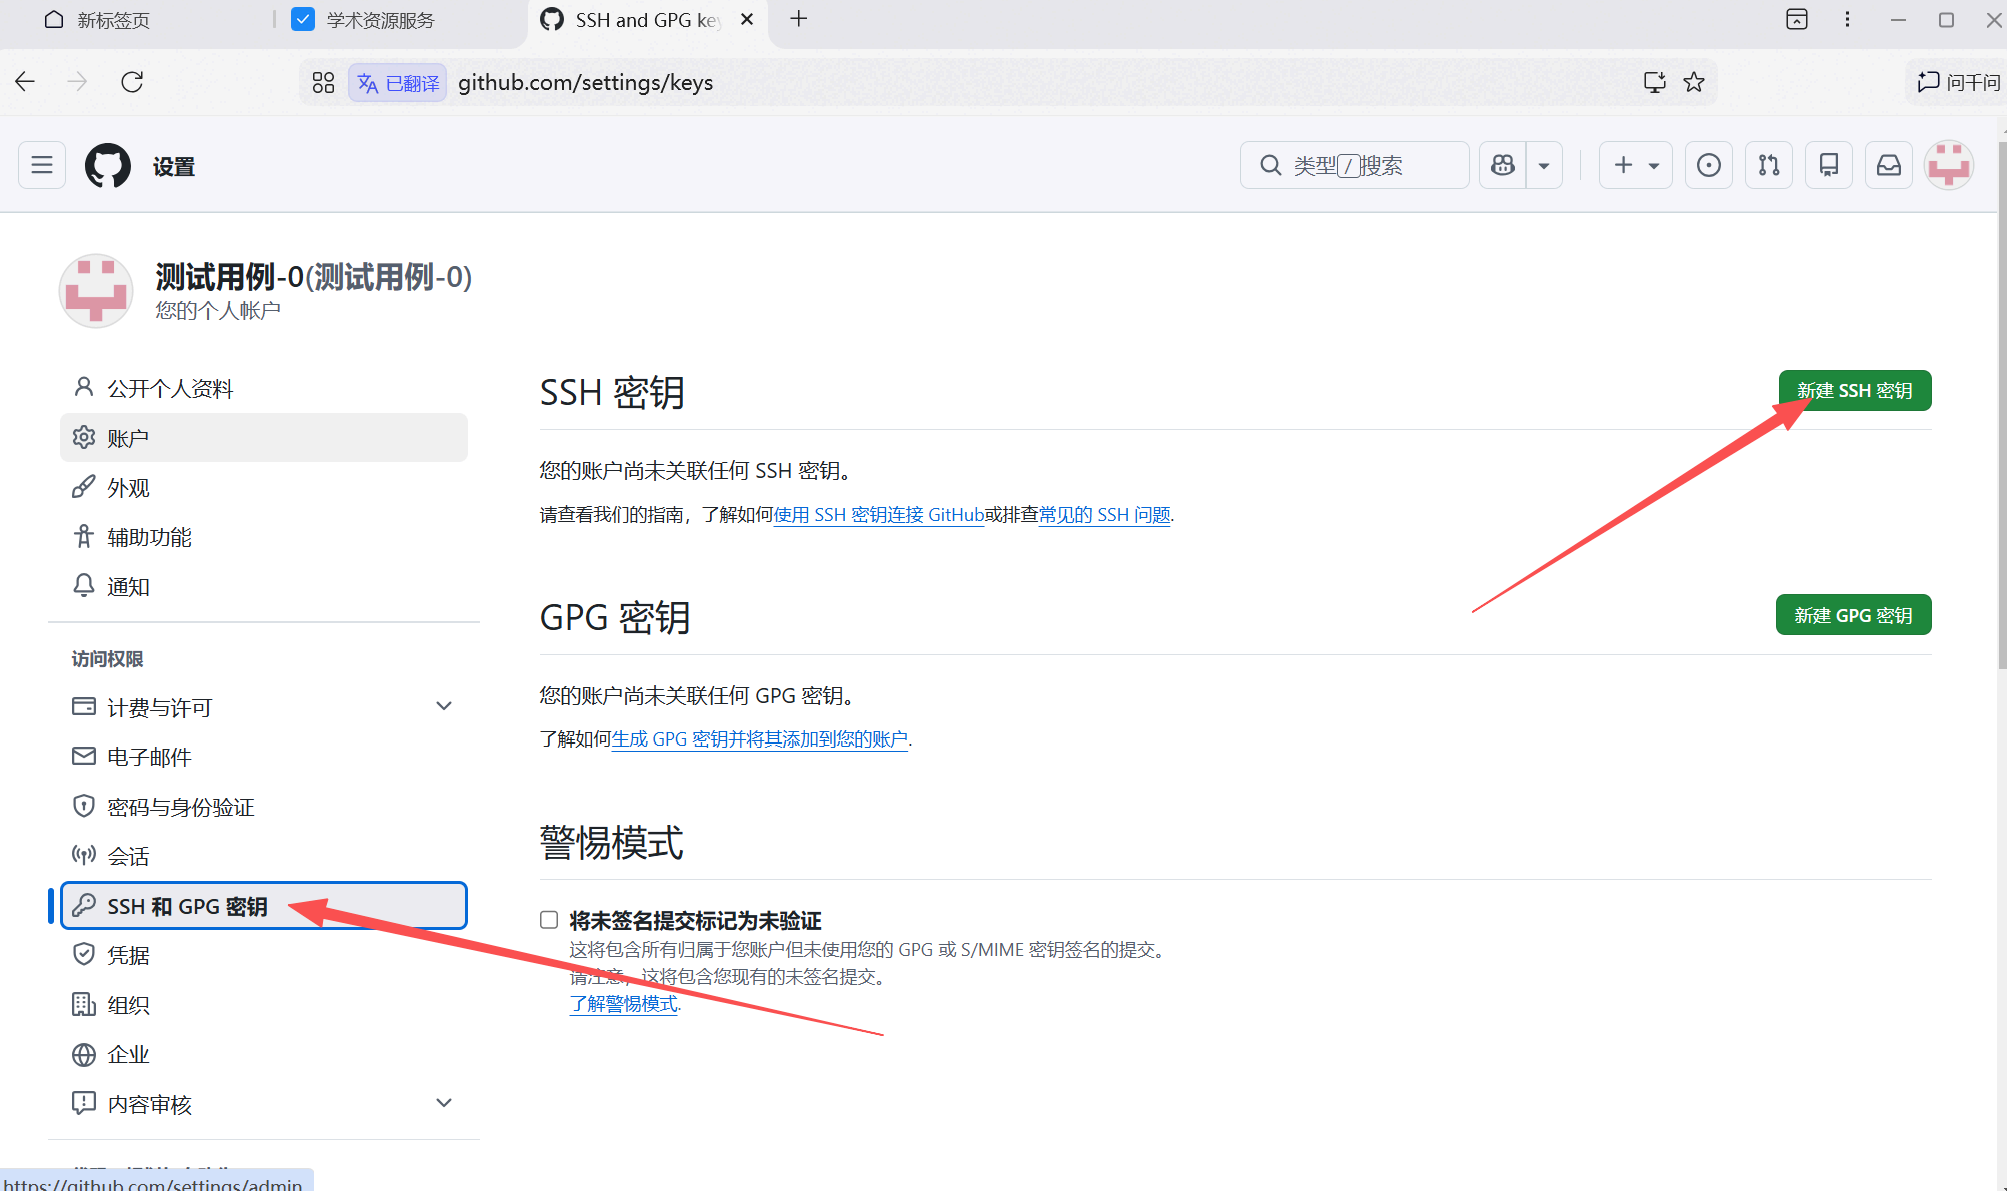 新标签页
学术资源服务
SSH and GPG key
已翻译
github.com/settings/keys
问千问
设置
类型/搜索
测试用例-0(测试用例-0)
您的个人帐户
公开个人资料
账户
外观
辅助功能
通知
访问权限
计费与许可
电子邮件
密码与身份验证
会话
SSH 和 GPG 密钥
凭据
组织
企业
内容审核
SSH 密钥
新建 SSH 密钥
您的账户尚未关联任何 SSH 密钥。
请查看我们的指南，了解如何使用 SSH 密钥连接 GitHub或排查常见的 SSH 问题.
GPG 密钥
新建 GPG 密钥
您的账户尚未关联任何 GPG 密钥。
了解如何生成 GPG 密钥并将其添加到您的账户.
警惕模式
将未签名提交标记为未验证
这将包含所有归属于您账户但未使用您的 GPG 或 S/MIME 密钥签名的提交。
请注意，这将包含您现有的未签名提交。
了解警惕模式.
https://github.com/settings/admin